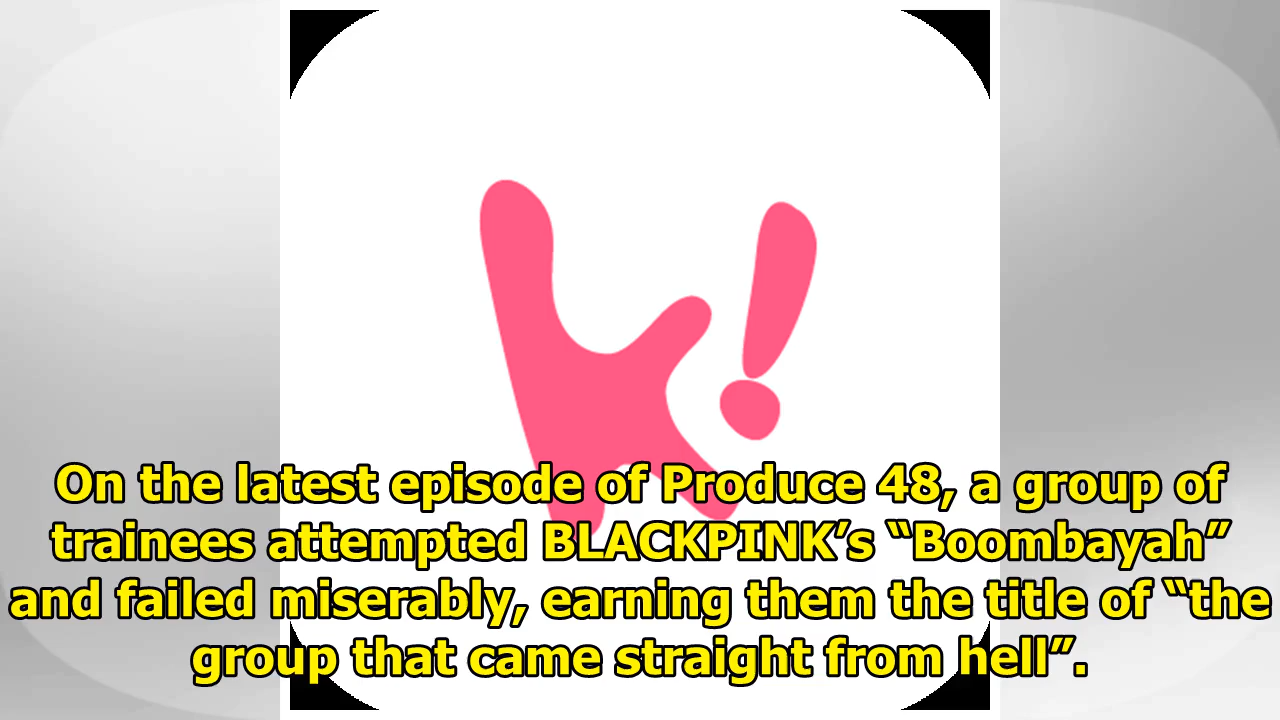 k!
On the latest episode of Produce 48, a group of
trainees attempted BLACKPINK’s “Boombayah”
and failed miserably, earning them the title of “the
group that came straight from hell”.